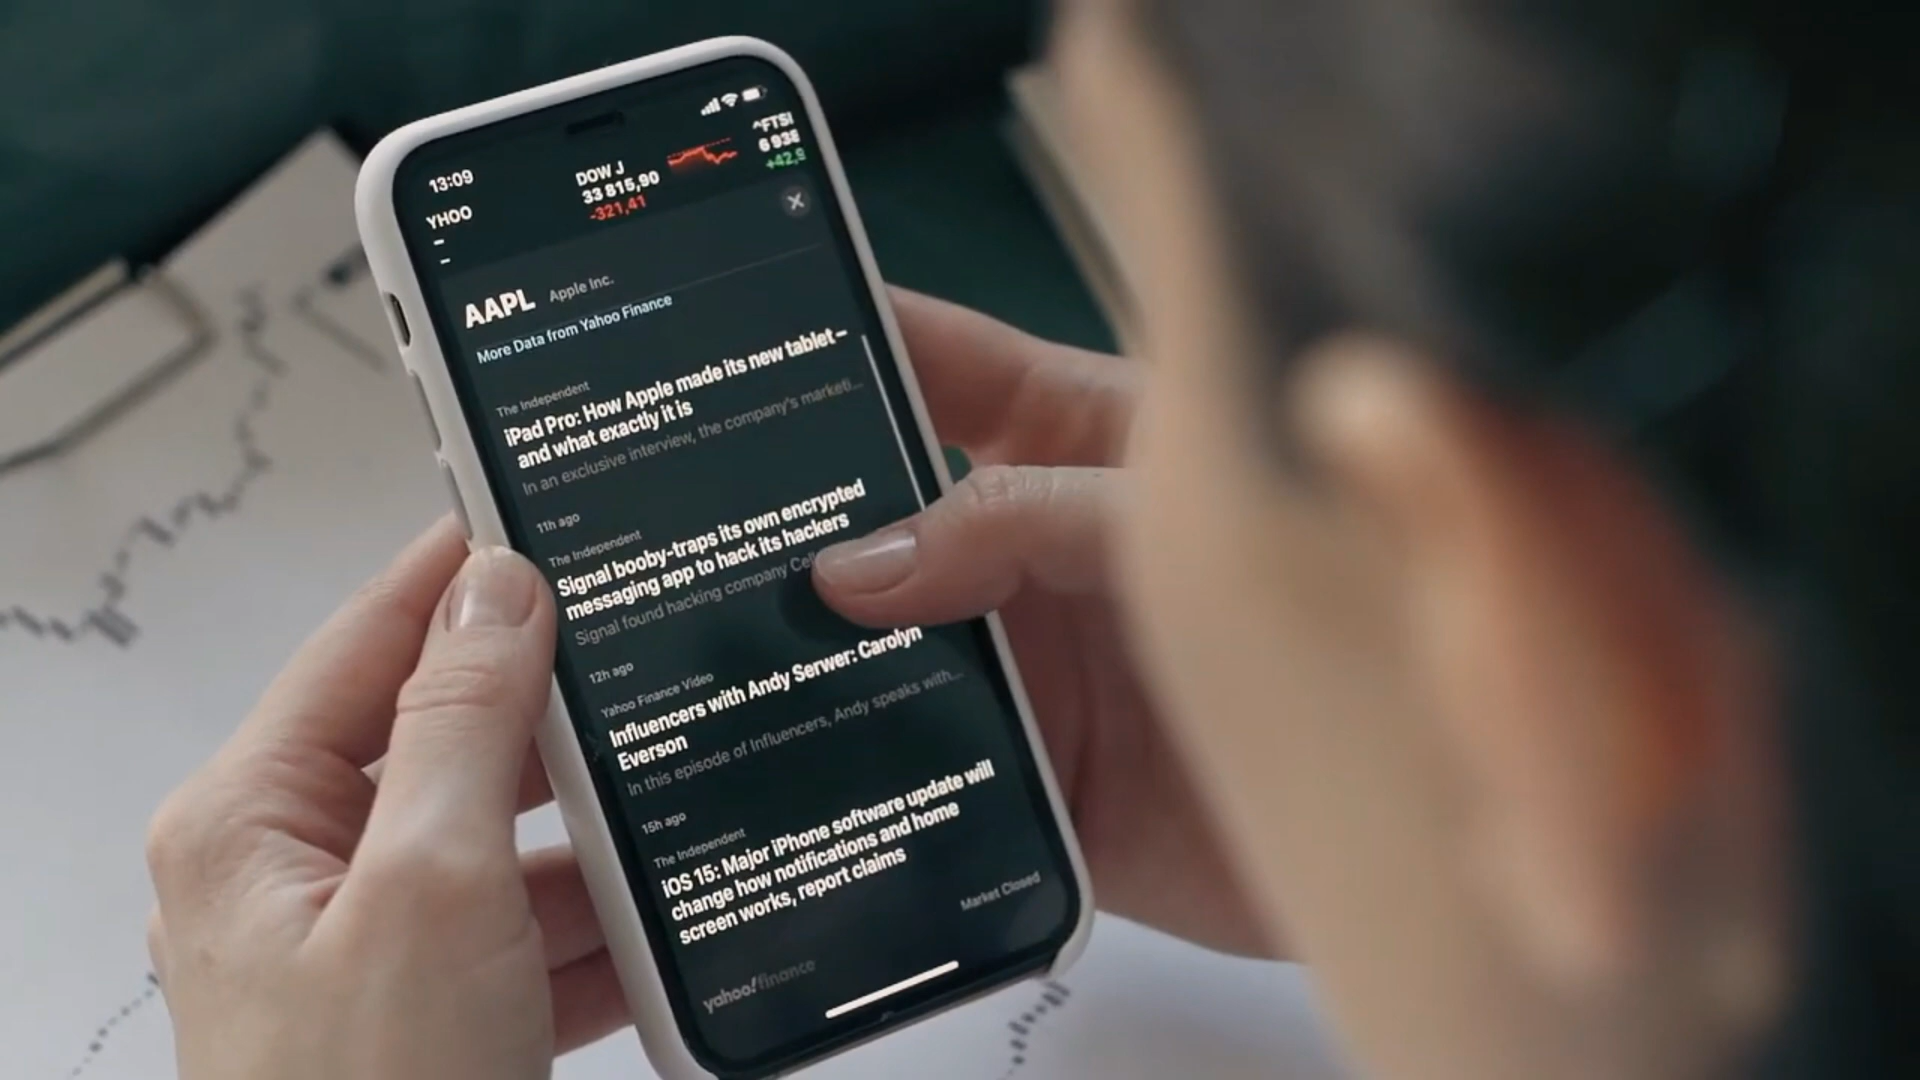 13:09
YHOO
–
–
DOW J
33 815,90
-321,41
^FTSI
6 938
+42,9
AAPL Apple Inc.
More Data from Yahoo Finance
The Independent
iPad Pro: How Apple made its new tablet –
and what exactly it is
In an exclusive interview, the company's marketi...
11h ago
The Independent
Signal booby-traps its own encrypted
messaging app to hack its hackers
Signal found hacking company
12h ago
Yahoo Finance Video
Influencers with Andy Serwer: Carolyn
Everson
In this episode of Influencers, Andy speaks with...
15h ago
The Independent
iOS 15: Major iPhone software update will
change how notifications and home
screen works, report claims
Market Closed
yahoo!finance